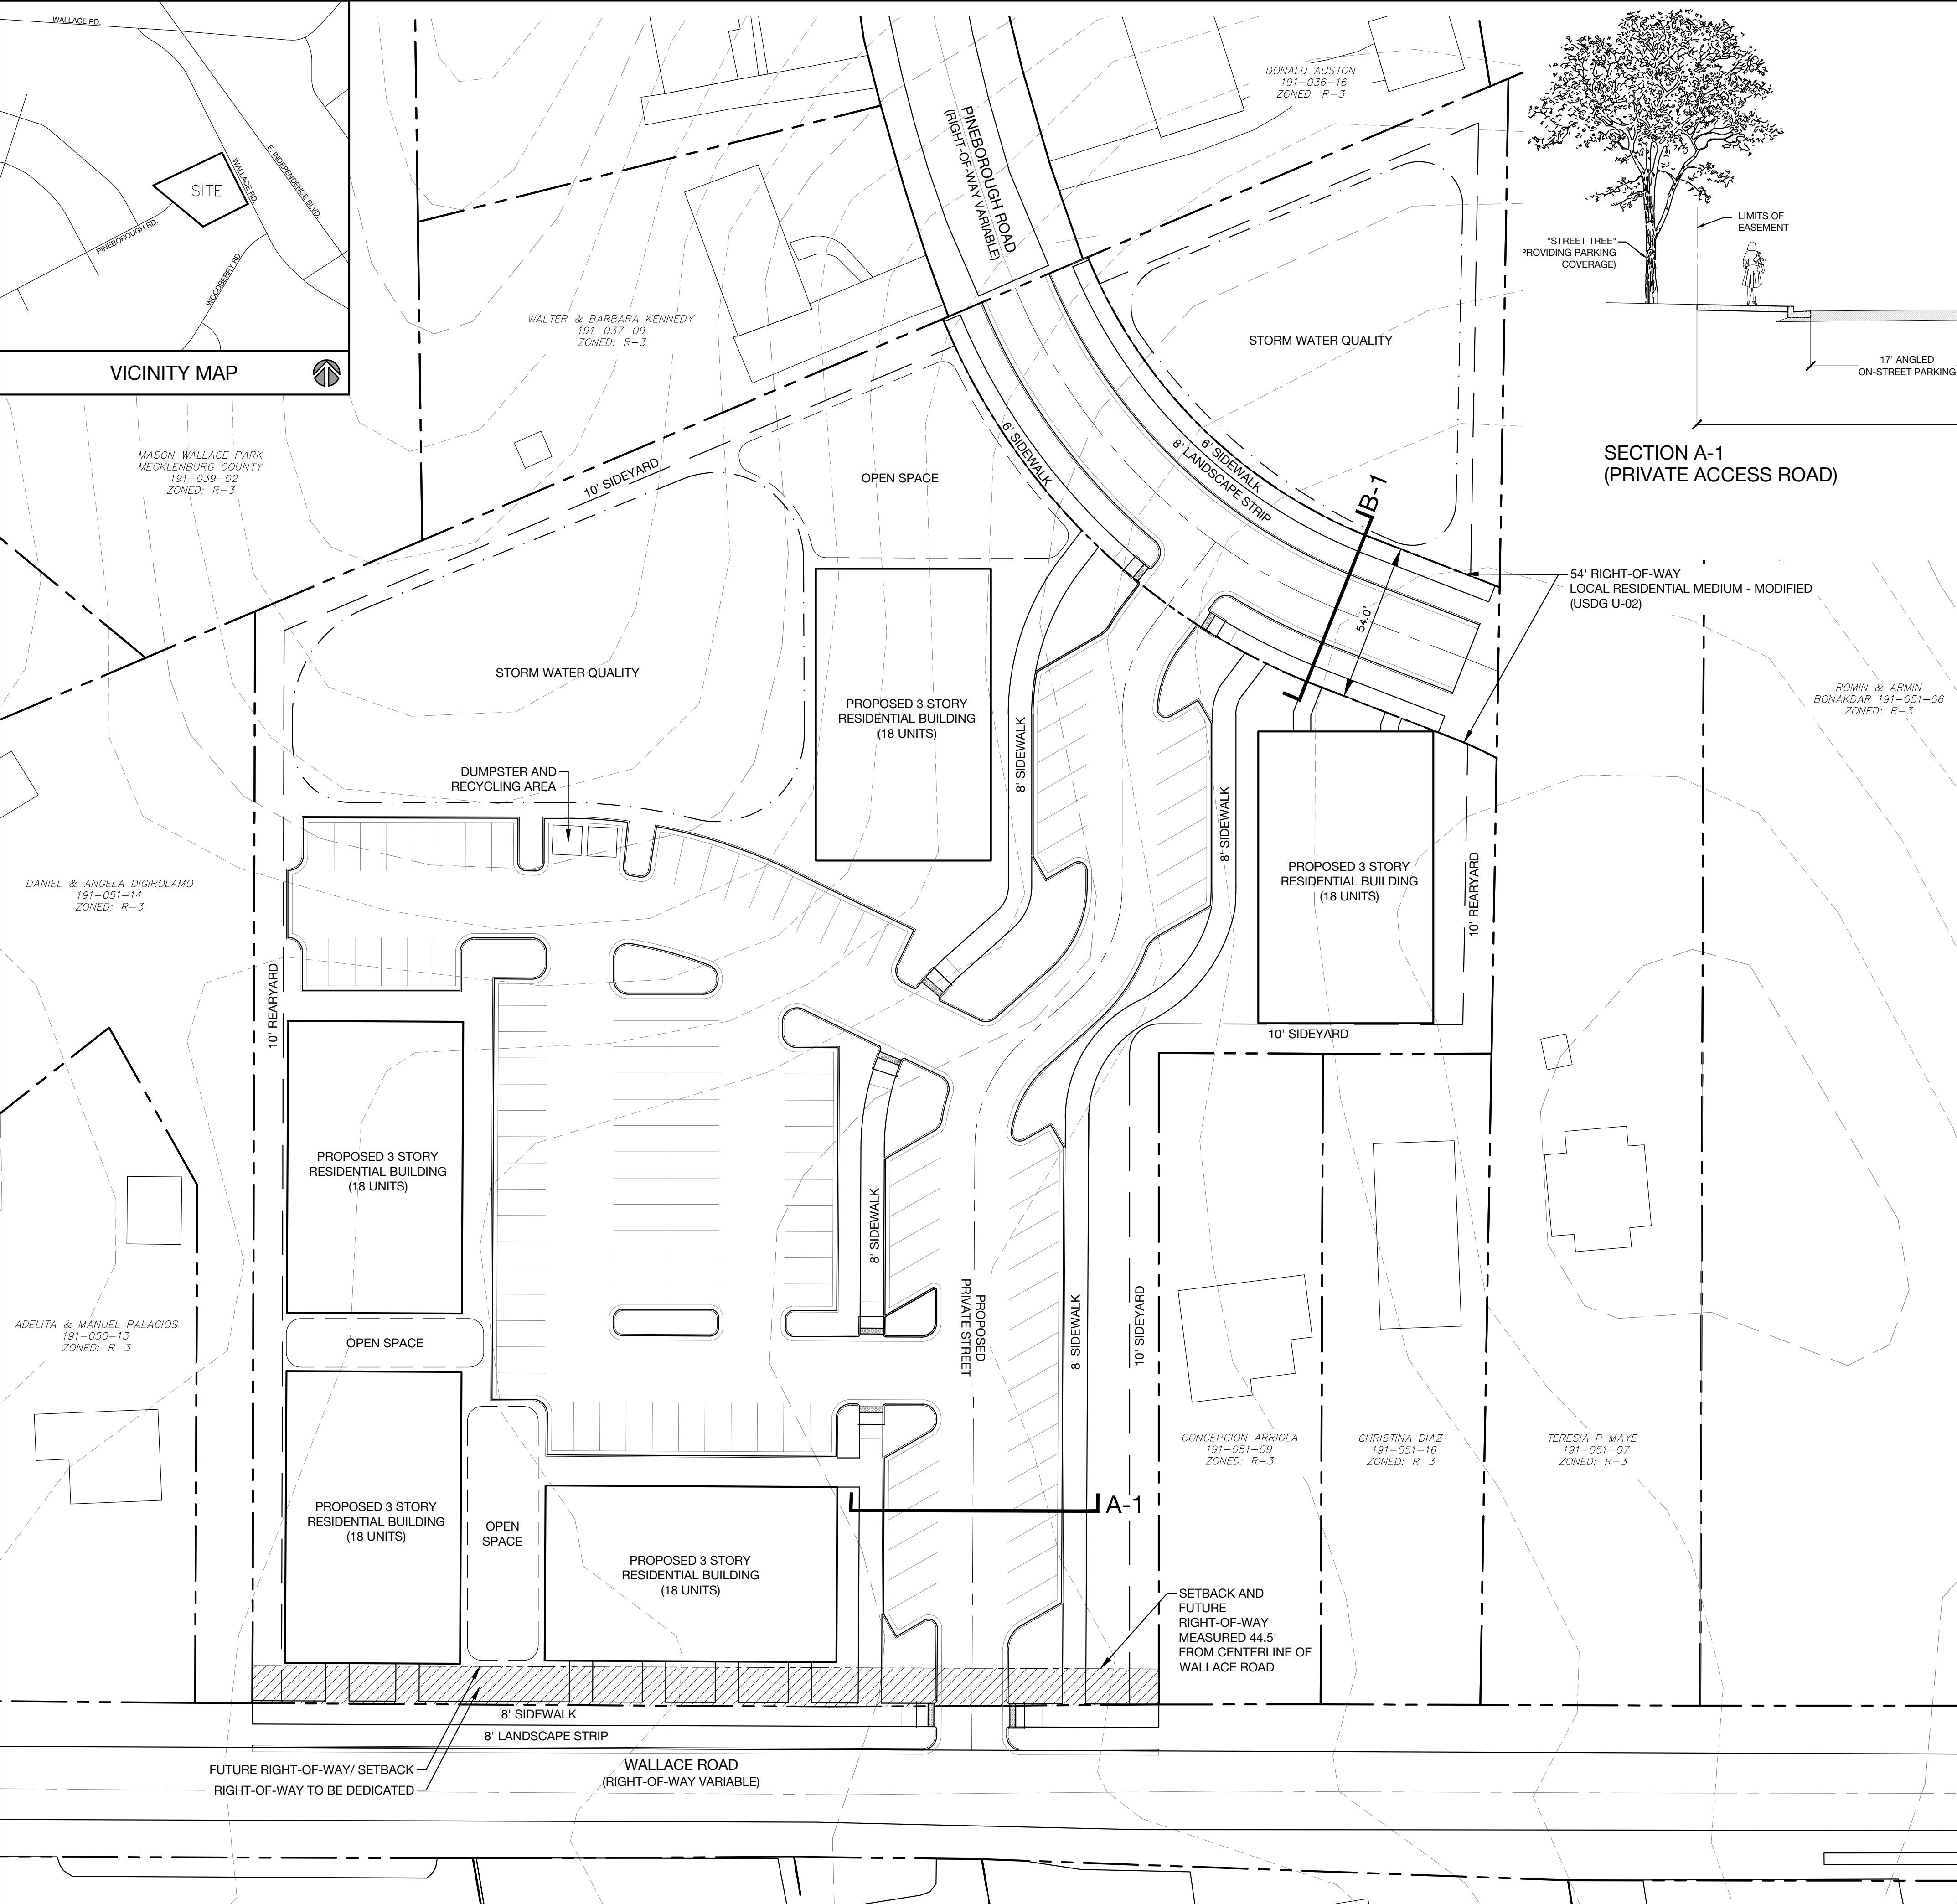 WALLACE RD.
E. INDEPENDENCE BLVD.
WALLACE RD.
SITE
PINEBOROUGH RD.
WOODBERRY RD.
VICINITY MAP
PINEBOROUGH ROAD
(RIGHT-OF-WAY VARIABLE)
DONALD AUSTON
191-036-16
ZONED: R-3
LIMITS OF
EASEMENT
"STREET TREE"
PROVIDING PARKING
COVERAGE)
17' ANGLED
ON-STREET PARKING
SECTION A-1
(PRIVATE ACCESS ROAD)
WALTER & BARBARA KENNEDY
191-037-09
ZONED: R-3
STORM WATER QUALITY
MASON WALLACE PARK
MECKLENBURG COUNTY
191-039-02
ZONED: R-3
10' SIDEYARD
OPEN SPACE
6' SIDEWALK
6' SIDEWALK
8' LANDSCAPE STRIP
B-1
54.0'
54' RIGHT-OF-WAY
LOCAL RESIDENTIAL MEDIUM - MODIFIED
(USDG U-02)
STORM WATER QUALITY
PROPOSED 3 STORY
RESIDENTIAL BUILDING
(18 UNITS)
8' SIDEWALK
ROMIN & ARMIN
BONAKDAR 191-051-06
ZONED: R-3
DUMPSTER AND
RECYCLING AREA
8' SIDEWALK
PROPOSED 3 STORY
RESIDENTIAL BUILDING
(18 UNITS)
10' REARYARD
DANIEL & ANGELA DIGIROLAMO
191-051-14
ZONED: R-3
10' REARYARD
10' SIDEYARD
PROPOSED 3 STORY
RESIDENTIAL BUILDING
(18 UNITS)
8' SIDEWALK
PROPOSED
PRIVATE STREET
8' SIDEWALK
10' SIDEYARD
ADELITA & MANUEL PALACIOS
191-050-13
ZONED: R-3
OPEN SPACE
CONCEPCION ARRIOLA
191-051-09
ZONED: R-3
CHRISTINA DIAZ
191-051-16
ZONED: R-3
TERESIA P MAYE
191-051-07
ZONED: R-3
PROPOSED 3 STORY
RESIDENTIAL BUILDING
(18 UNITS)
OPEN
SPACE
A-1
PROPOSED 3 STORY
RESIDENTIAL BUILDING
(18 UNITS)
SETBACK AND
FUTURE
RIGHT-OF-WAY
MEASURED 44.5'
FROM CENTERLINE OF
WALLACE ROAD
8' SIDEWALK
8' LANDSCAPE STRIP
FUTURE RIGHT-OF-WAY/ SETBACK
RIGHT-OF-WAY TO BE DEDICATED
WALLACE ROAD
(RIGHT-OF-WAY VARIABLE)